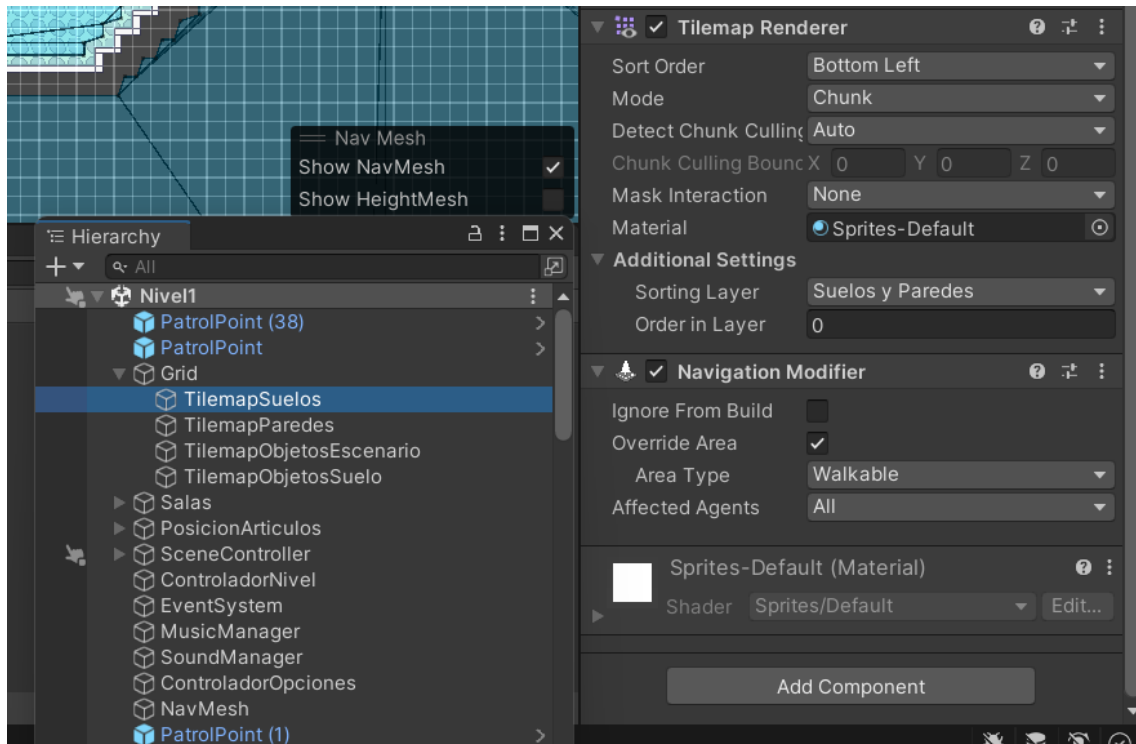 Nav Mesh
Show NavMesh
Show HeightMesh
Hierarchy
All
Nivel1
PatrolPoint (38)
PatrolPoint
Grid
TilemapSuelos
TilemapParedes
TilemapObjetosEscenario
TilemapObjetosSuelo
Salas
PosicionArticulos
SceneController
ControladorNivel
EventSystem
MusicManager
SoundManager
ControladorOpciones
NavMesh
PatrolPoint (1)
Tilemap Renderer
Sort Order Bottom Left
Mode Chunk
Detect Chunk Culling Auto
Chunk Culling Bounc X 0 Y 0 Z 0
Mask Interaction None
Material Sprites-Default
Additional Settings
Sorting Layer Suelos y Paredes
Order in Layer 0
Navigation Modifier
Ignore From Build
Override Area
Area Type Walkable
Affected Agents All
Sprites-Default (Material)
Shader Sprites/Default Edit...
Add Component